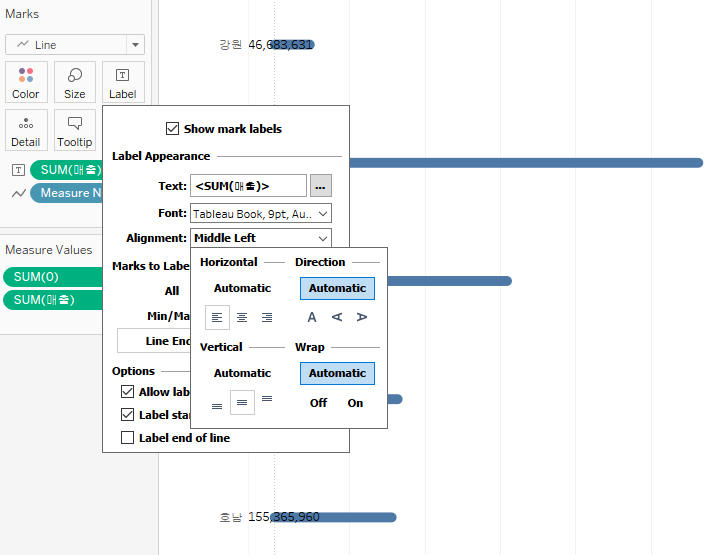 Marks
Line
Color
Size
Label
Detail
Tooltip
SUM(매출)
Measure N
Measure Values
SUM(0)
SUM(매출)
Show mark labels
Label Appearance
Text: <SUM(매출)> ...
Font: Tableau Book, 9pt, Au..
Alignment: Middle Left
Marks to Labe
All
Min/Ma
Line Enc
Options
Allow lab
Label star
Label end of line
Horizontal
Direction
Automatic
Automatic
A A A
Vertical
Wrap
Automatic
Automatic
Off
On
강원 46,683,631
호남 155,365,960